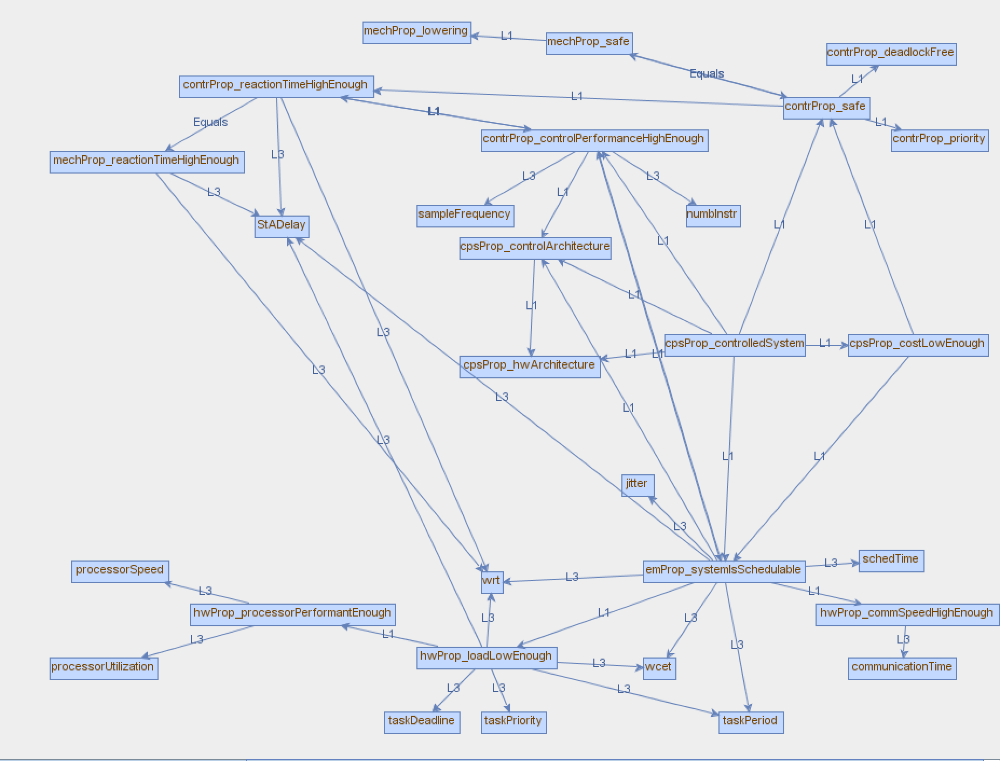 mechProp_lowering
L1
mechProp_safe
contrProp_deadlockFree
Equals
L1
contrProp_reactionTimeHighEnough
L1
contrProp_safe
Equals
L1
L1
contrProp_controlPerformanceHighEnough
contrProp_priority
mechProp_reactionTimeHighEnough
L3
L3
L3
L1
L3
sampleFrequency
numbInstr
StADelay
L1
L1
L1
cpsProp_controlArchitecture
L1
L1
L1
L3
cpsProp_controlledSystem
L1
cpsProp_costLowEnough
L1
L1
cpsProp_hwArchitecture
L3
L3
L1
L3
L1
L1
jitter
L3
processorSpeed
wrt
L3
emProp_systemIsSchedulable
L3
schedTime
L3
L1
hwProp_processorPerformantEnough
L3
L1
L3
hwProp_commSpeedHighEnough
L3
L1
L3
L3
processorUtilization
hwProp_loadLowEnough
L3
wcet
communicationTime
L3
L3
L3
taskDeadline
taskPriority
taskPeriod